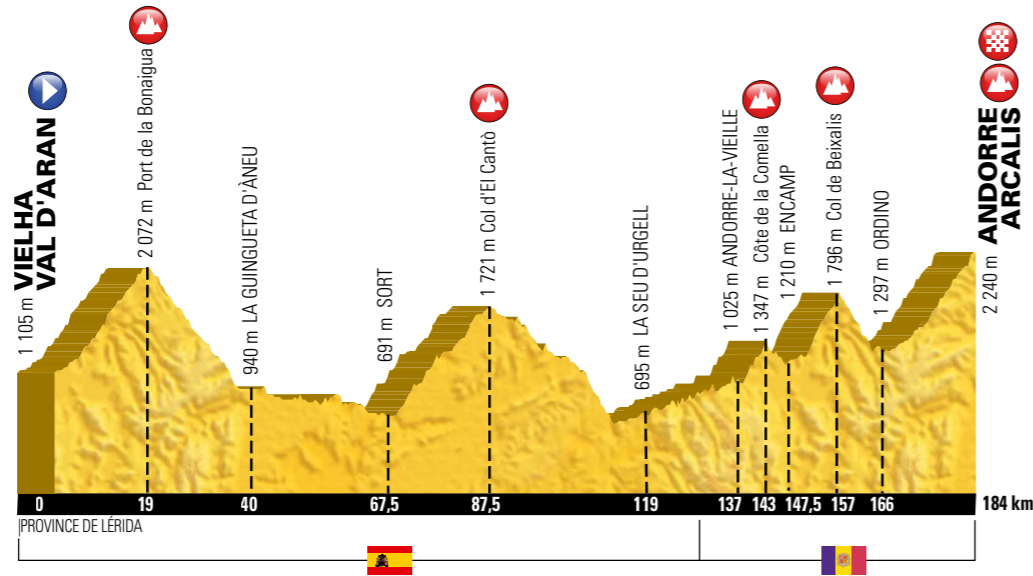 1 105 m VIELHA
VAL D'ARAN
2 072 m Port de la Bonaigua
940 m LA GUINGUETA D'ÀNEU
691 m SORT
1 721 m Col d'El Cantò
695 m LA SEU D'URGELL
1 025 m ANDORRE-LA-VIEILLE
1 347 m Côte de la Comella
1 210 m ENCAMP
1 796 m Col de Beixalis
1 297 m ORDINO
ANDORRE
2 240 m ARCALIS
0 19 40 67,5 87,5 119 137 143 147,5 157 166 184 km
PROVINCE DE LÉRIDA